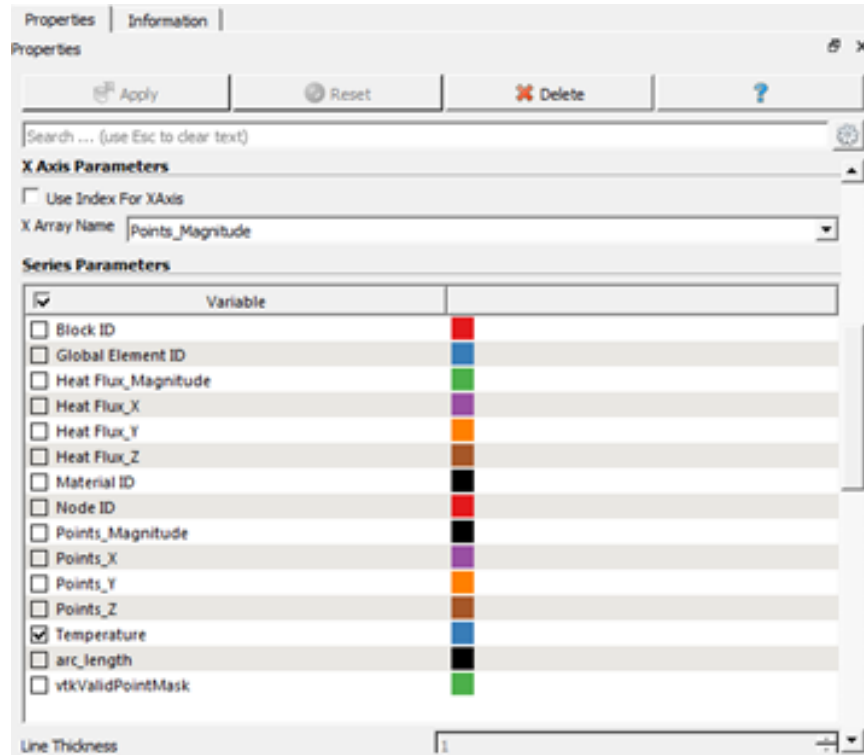 Properties Information
Properties
Apply Reset Delete ?
Search ... (use Esc to clear text)
X Axis Parameters
Use Index For XAxis
X Array Name Points_Magnitude
Series Parameters
Variable
Block ID
Global Element ID
Heat Flux_Magnitude
Heat Flux_X
Heat Flux_Y
Heat Flux_Z
Material ID
Node ID
Points_Magnitude
Points_X
Points_Y
Points_Z
Temperature
arc_length
vtkValidPointMask
Line Thickness 1